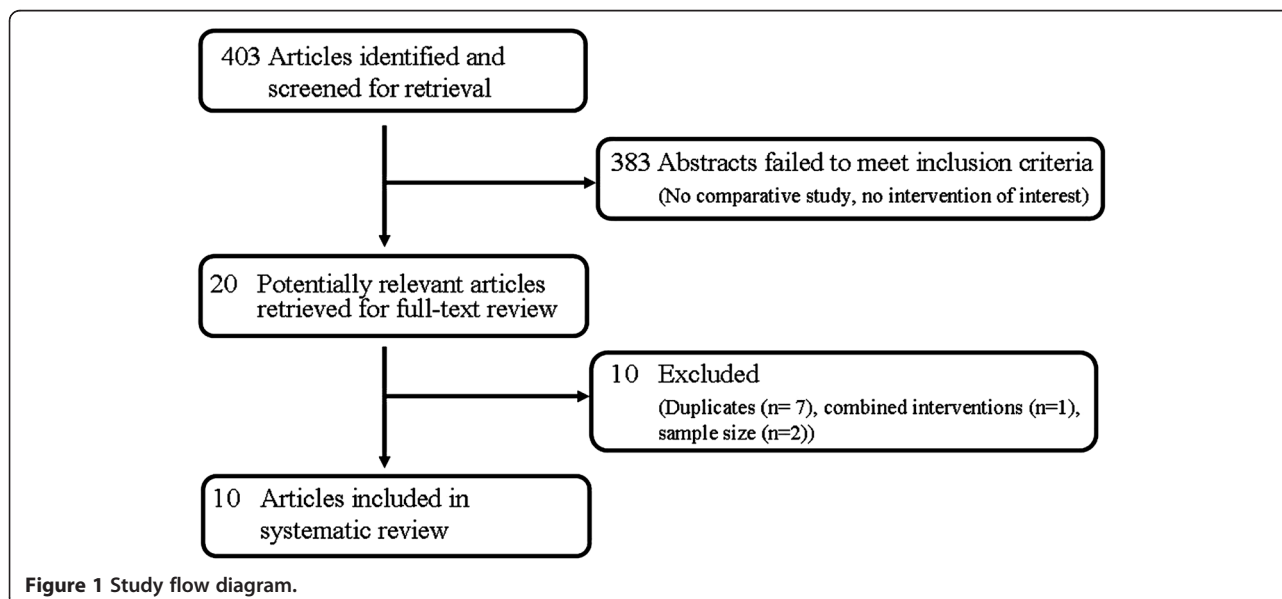 403 Articles identified and
screened for retrieval
383 Abstracts failed to meet inclusion criteria
(No comparative study, no intervention of interest)
20 Potentially relevant articles
retrieved for full-text review
10 Excluded
(Duplicates (n= 7), combined interventions (n=1),
sample size (n=2))
10 Articles included in
systematic review
Figure 1 Study flow diagram.